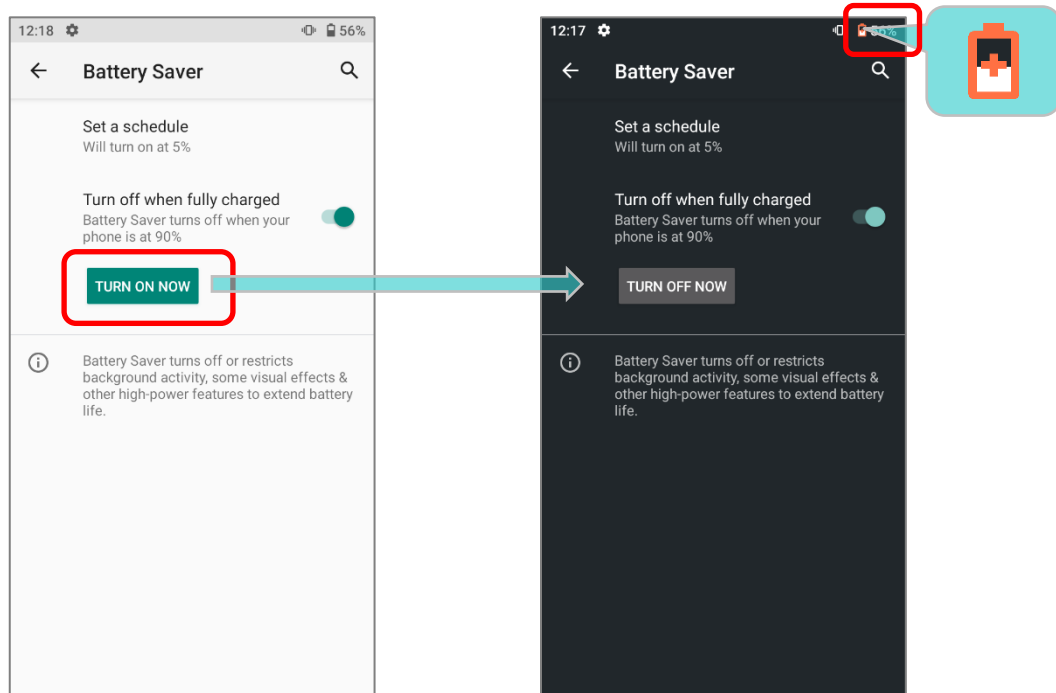 12:18
56%
Battery Saver
Set a schedule
Will turn on at 5%
Turn off when fully charged
Battery Saver turns off when your
phone is at 90%
TURN ON NOW
Battery Saver turns off or restricts
background activity, some visual effects &
other high-power features to extend battery
life.
12:17
56%
Battery Saver
Set a schedule
Will turn on at 5%
Turn off when fully charged
Battery Saver turns off when your
phone is at 90%
TURN OFF NOW
Battery Saver turns off or restricts
background activity, some visual effects &
other high-power features to extend battery
life.